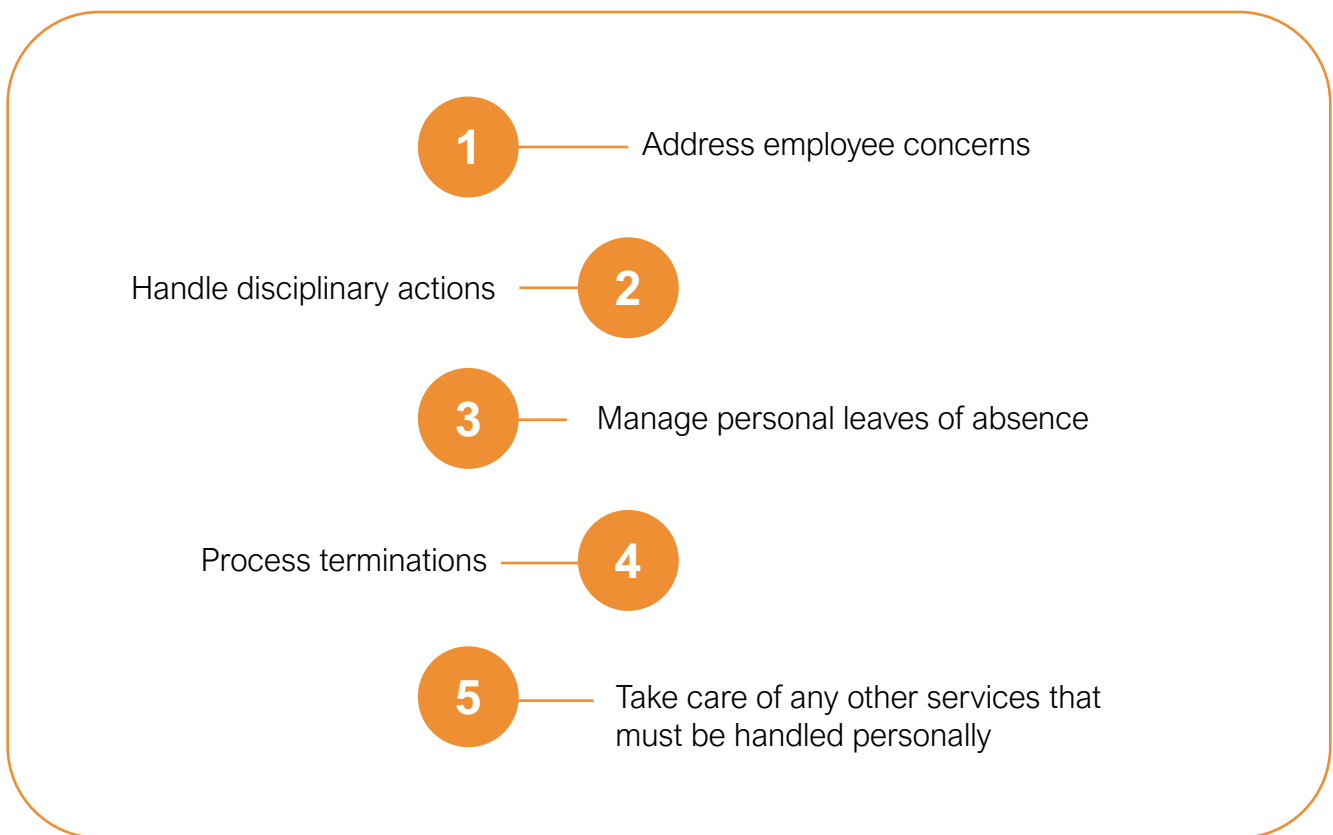 1
Address employee concerns
Handle disciplinary actions
2
3
Manage personal leaves of absence
Process terminations
4
5
Take care of any other services that
must be handled personally